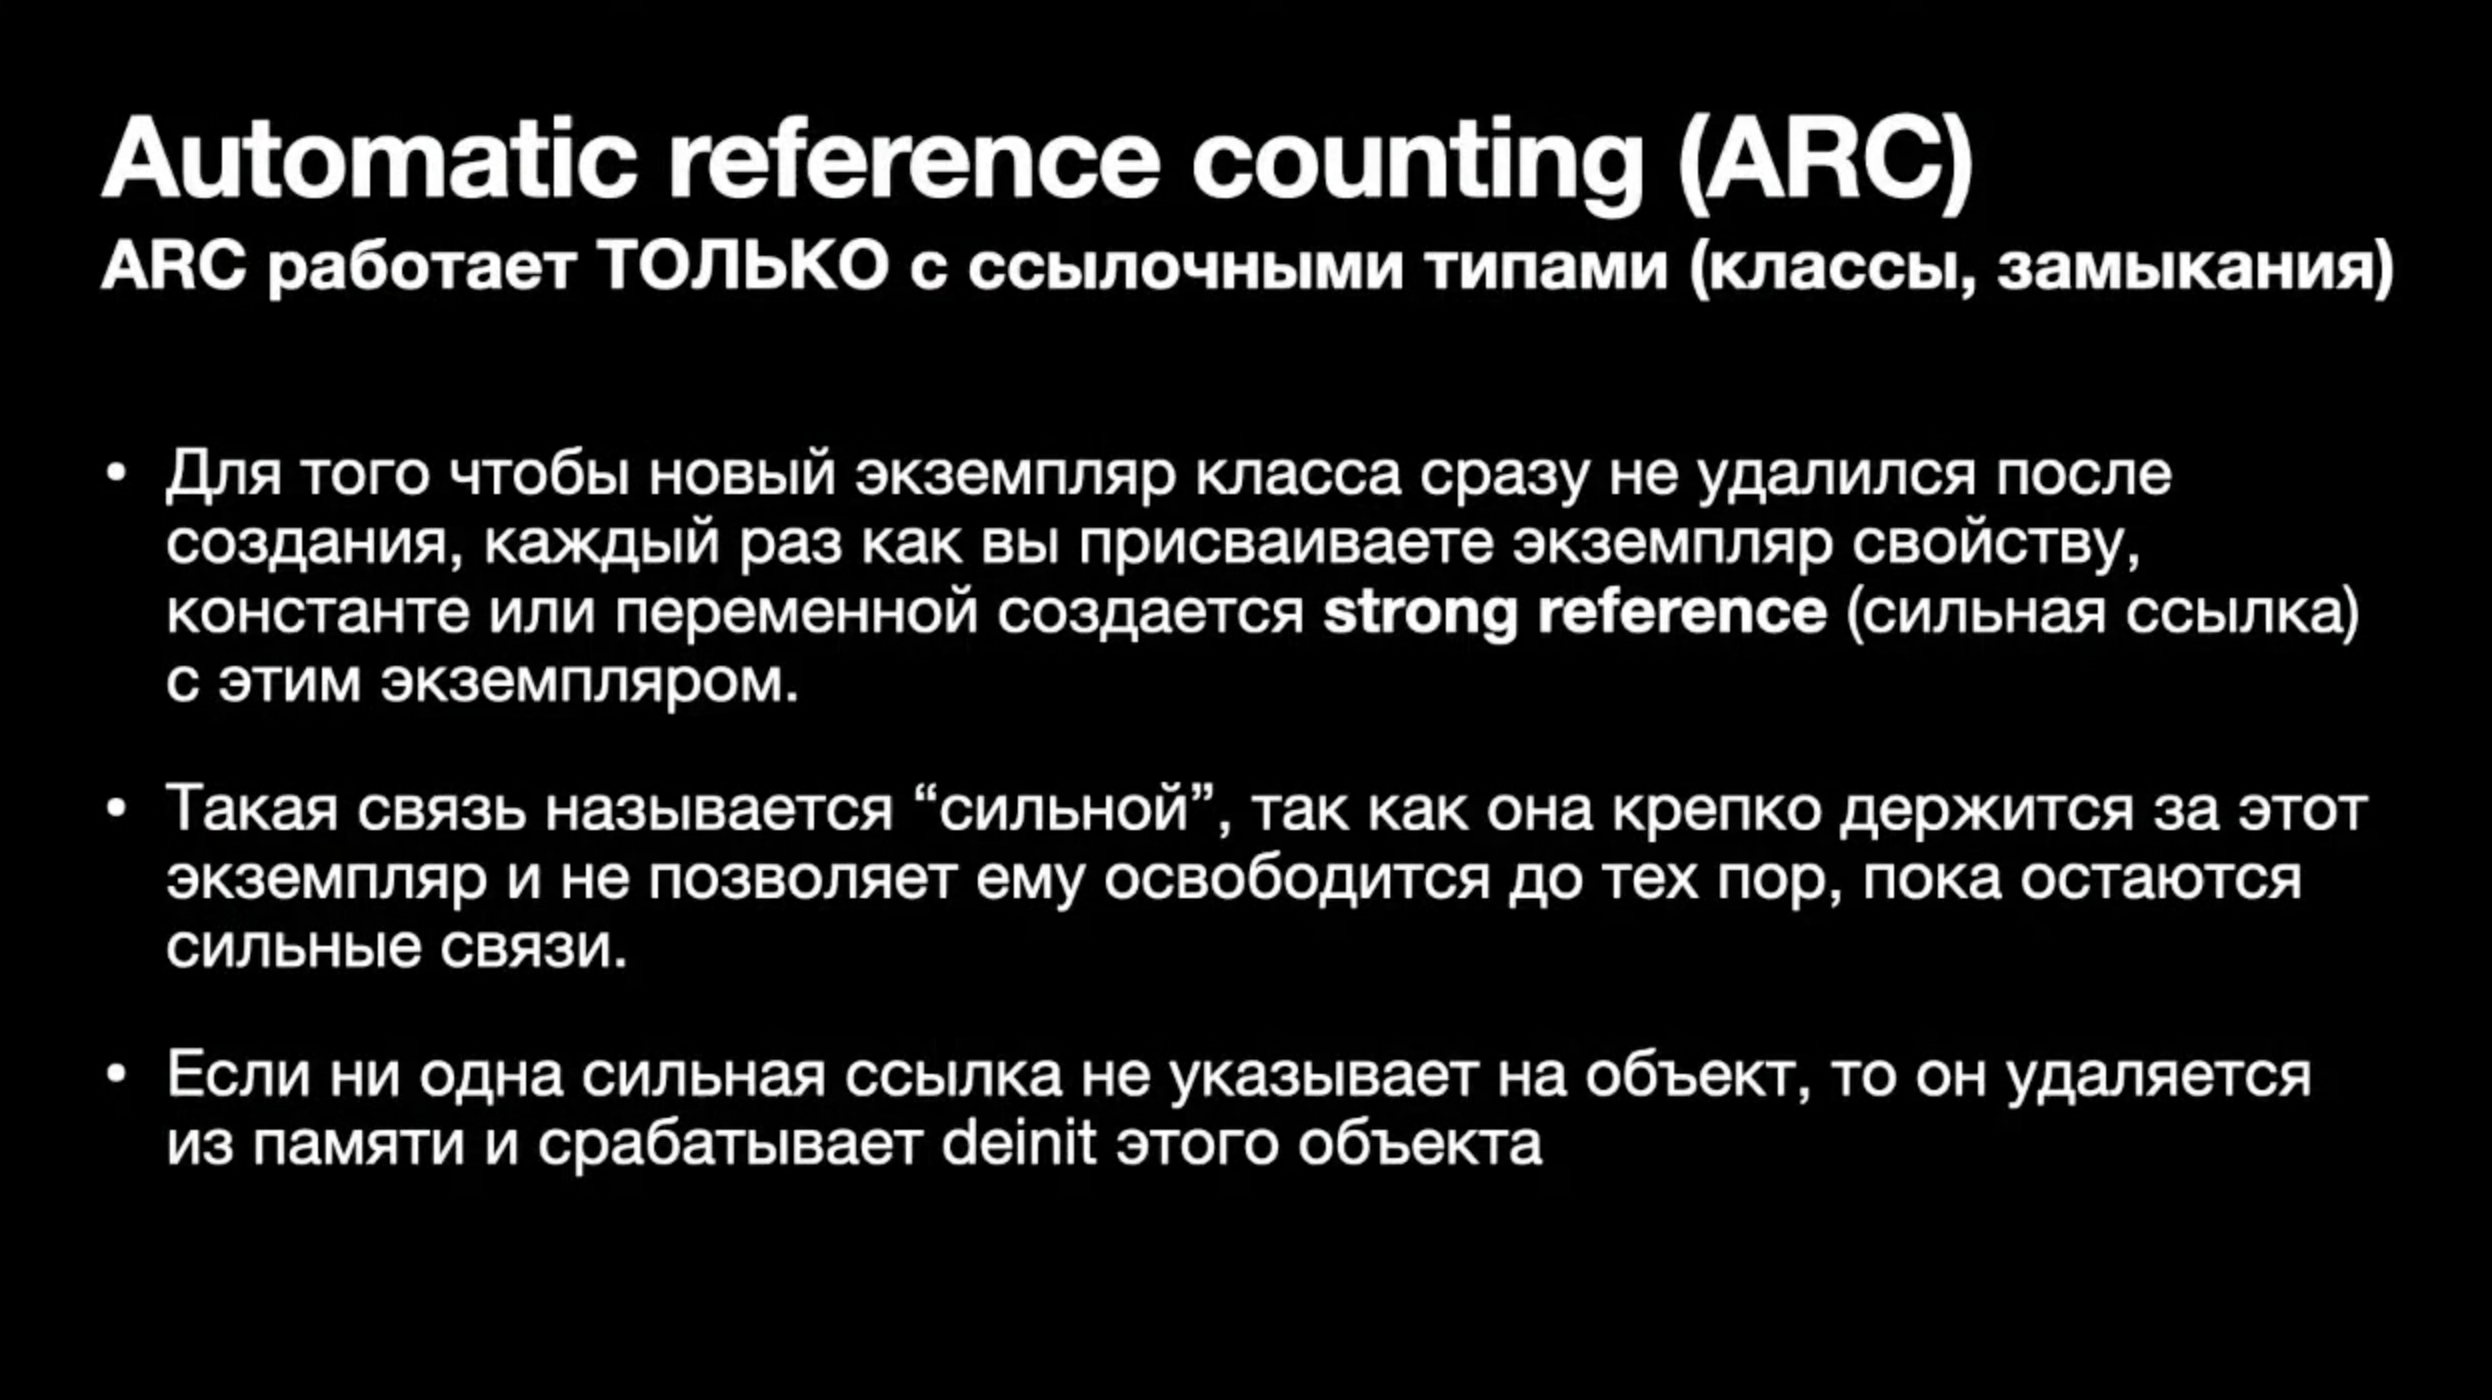 Automatic reference counting (ARC)
ARC работает ТОЛЬКО с ссылочными типами (классы, замыкания)
• Для того чтобы новый экземпляр класса сразу не удалился после
создания, каждый раз как вы присваиваете экземпляр свойству,
константе или переменной создается strong reference (сильная ссылка)
с этим экземпляром.
• Такая связь называется “сильной”, так как она крепко держится за этот
экземпляр и не позволяет ему освободится до тех пор, пока остаются
сильные связи.
• Если ни одна сильная ссылка не указывает на объект, то он удаляется
из памяти и срабатывает deinit этого объекта